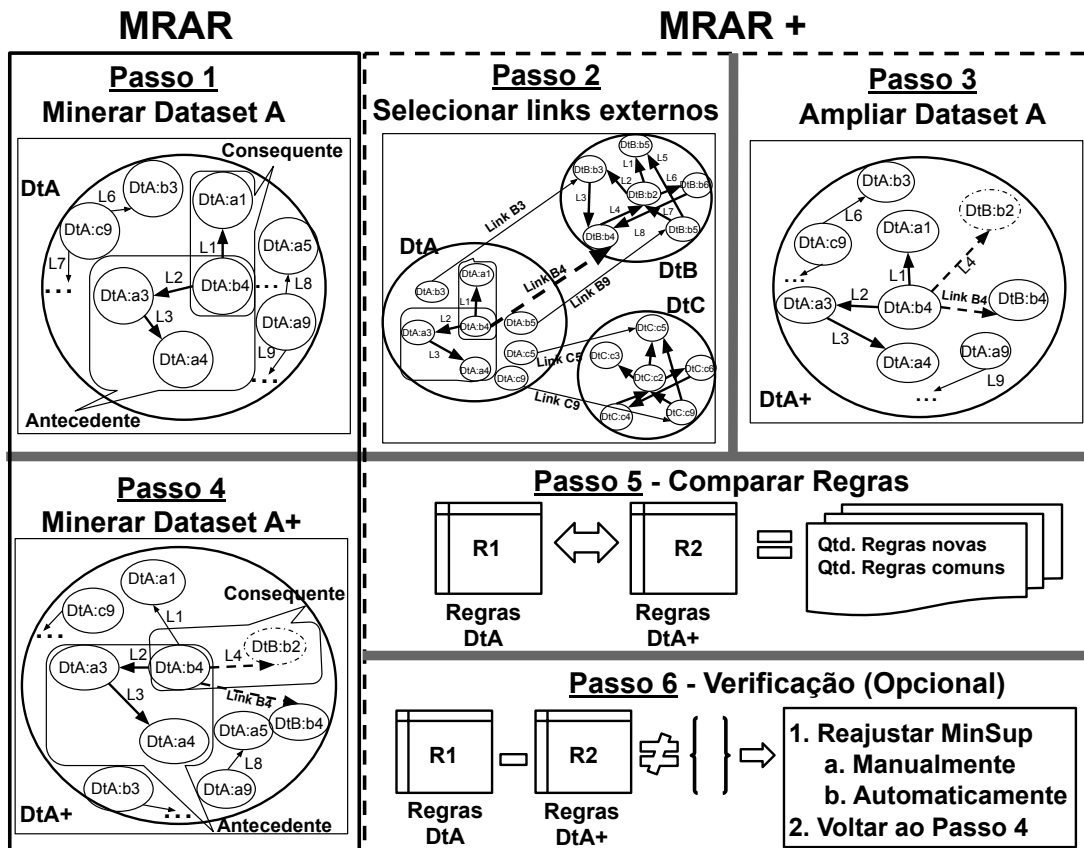 MRAR
MRAR +
Passo 1
Minerar Dataset A
Consequente
DtA
DtA:b3
DtA:a1
L6
DtA:c9
L1
DtA:a5
L7
L2
DtA:b4
...
...
L8
DtA:a3
L3
DtA:a9
DtA:a4
L9
...
Antecedente
Passo 2
Selecionar links externos
DtB:b5
DtB:b3
L1
L5
L2
L6
DtB:b6
DtB:b2
L3
L4
L7
DtB:b4
L8
DtB:b5
Link B3
DtB
DtA
Link B4
Link B9
DtA:a1
DtA:b3
L1
L2
DtA:b4
DtA:b5
DtA:a3
L3
DtA:a4
DtA:c5
DtA:c9
Link C5
Link C9
DtC
DtC:c5
DtC:c3
DtC:c2
DtC:c6
DtC:c4
DtC:c9
Passo 3
Ampliar Dataset A
DtA:b3
DtB:b2
L6
DtA:a1
DtA:c9
L4
...
L1
L2
DtA:a3
DtA:b4
Link B4
DtB:b4
L3
DtA:a4
DtA:a9
L9
...
DtA+
Passo 4
Minerar Dataset A+
DtA:a1
Consequente
DtA:c9
...
L1
DtB:b2
L2
L4
DtA:a3
DtA:b4
L3
Link B4
DtB:b4
DtA:a5
DtA:a4
L8
DtA:b3
DtA:a9
...
DtA+
Antecedente
Passo 5 - Comparar Regras
R1
R2
Qtd. Regras novas
Qtd. Regras comuns
Regras
DtA
Regras
DtA+
Passo 6 - Verificação (Opcional)
R1
R2
Regras
DtA
Regras
DtA+
1. Reajustar MinSup
a. Manualmente
b. Automaticamente
2. Voltar ao Passo 4